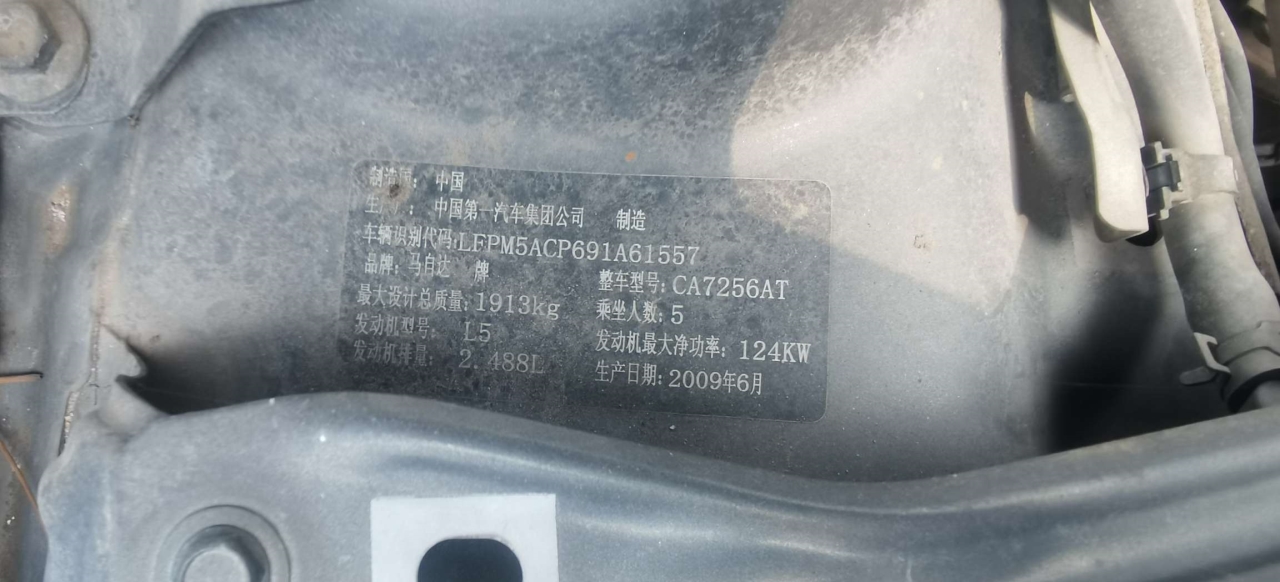 制造国: 中国
生 : 中国第一汽车集团公司 制造
车辆识别代码:LFPM5ACP691A61557
品牌: 马自达 牌 整车型号: CA7256AT
最大设计总质量: 1913kg 乘坐人数: 5
发动机型号: L5 发动机最大净功率: 124KW
发动机排量: 2.488L 生产日期: 2009年6月